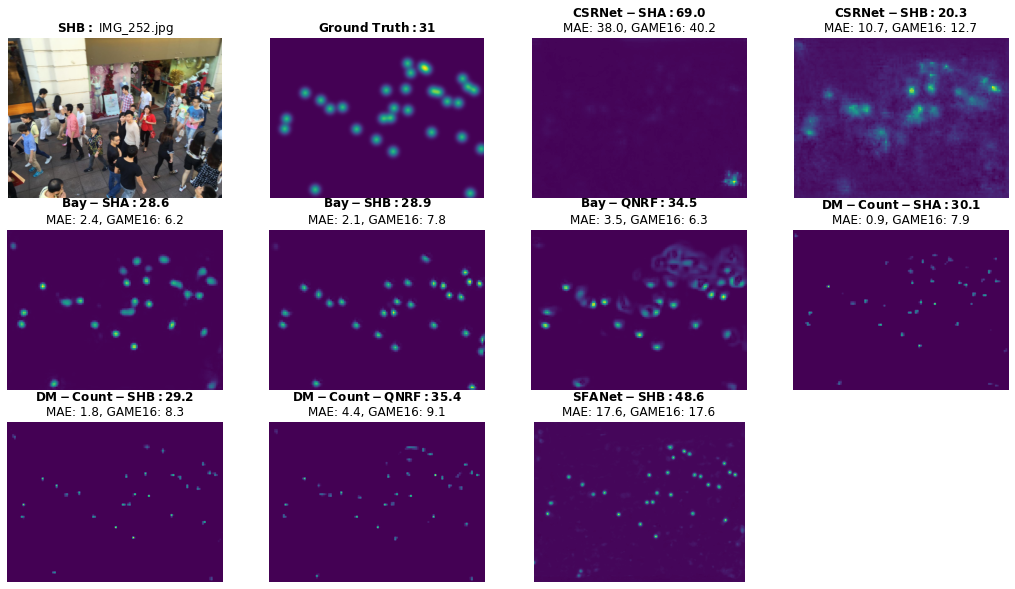 SHB: IMG_252.jpg
Ground Truth: 31
CSRNet-SHA: 69.0
MAE: 38.0, GAME16: 40.2
CSRNet-SHB: 20.3
MAE: 10.7, GAME16: 12.7
Bay-SHA: 28.6
MAE: 2.4, GAME16: 6.2
Bay-SHB: 28.9
MAE: 2.1, GAME16: 7.8
Bay-QNRF: 34.5
MAE: 3.5, GAME16: 6.3
DM-Count-SHA: 30.1
MAE: 0.9, GAME16: 7.9
DM-Count-SHB: 29.2
MAE: 1.8, GAME16: 8.3
DM-Count-QNRF: 35.4
MAE: 4.4, GAME16: 9.1
SFANet-SHB: 48.6
MAE: 17.6, GAME16: 17.6